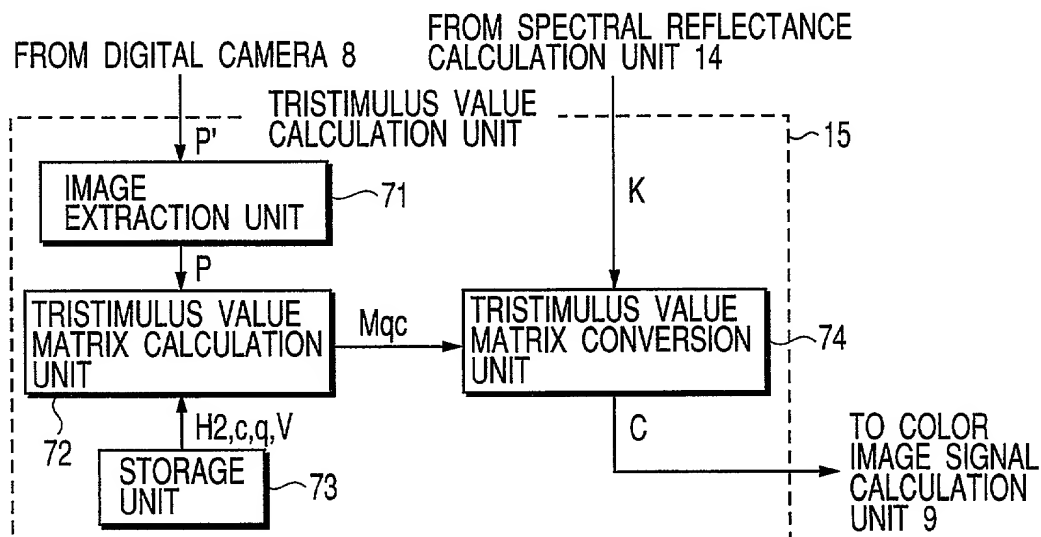 FROM DIGITAL CAMERA 8
FROM SPECTRAL REFLECTANCE
CALCULATION UNIT 14
TRISTIMULUS VALUE
CALCULATION UNIT
15
P'
IMAGE
EXTRACTION UNIT
71
K
P
TRISTIMULUS VALUE
MATRIX CALCULATION
UNIT
72
Mqc
TRISTIMULUS VALUE
MATRIX CONVERSION
UNIT
74
H2,c,q,V
STORAGE
UNIT
73
C
TO COLOR
IMAGE SIGNAL
CALCULATION
UNIT 9